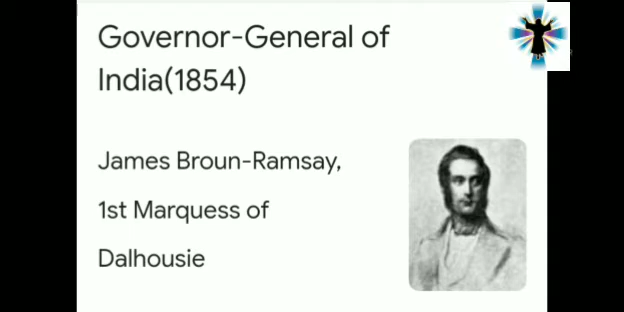 Governor-General of
India(1854)
James Broun-Ramsay,
1st Marquess of
Dalhousie